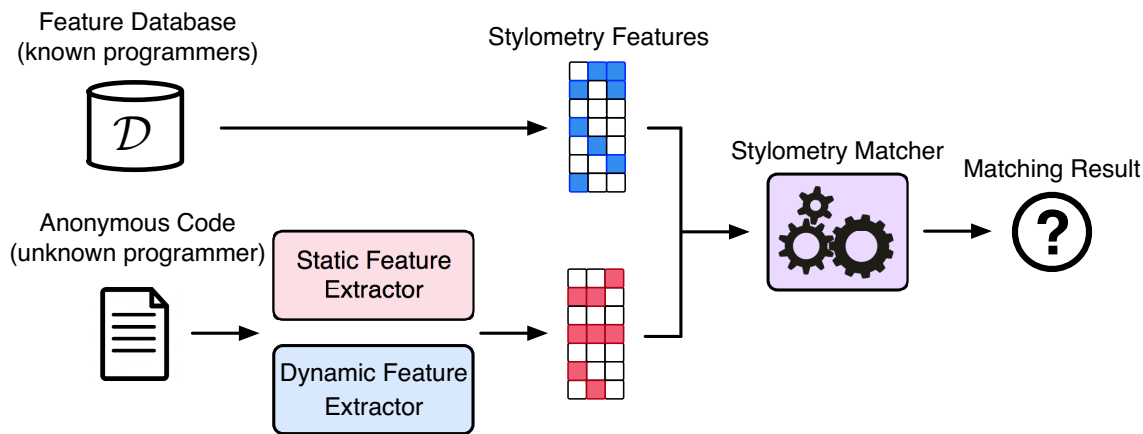 Feature Database
(known programmers)
D
Stylometry Features
Stylometry Matcher
Matching Result
?
Anonymous Code
(unknown programmer)
Static Feature
Extractor
Dynamic Feature
Extractor